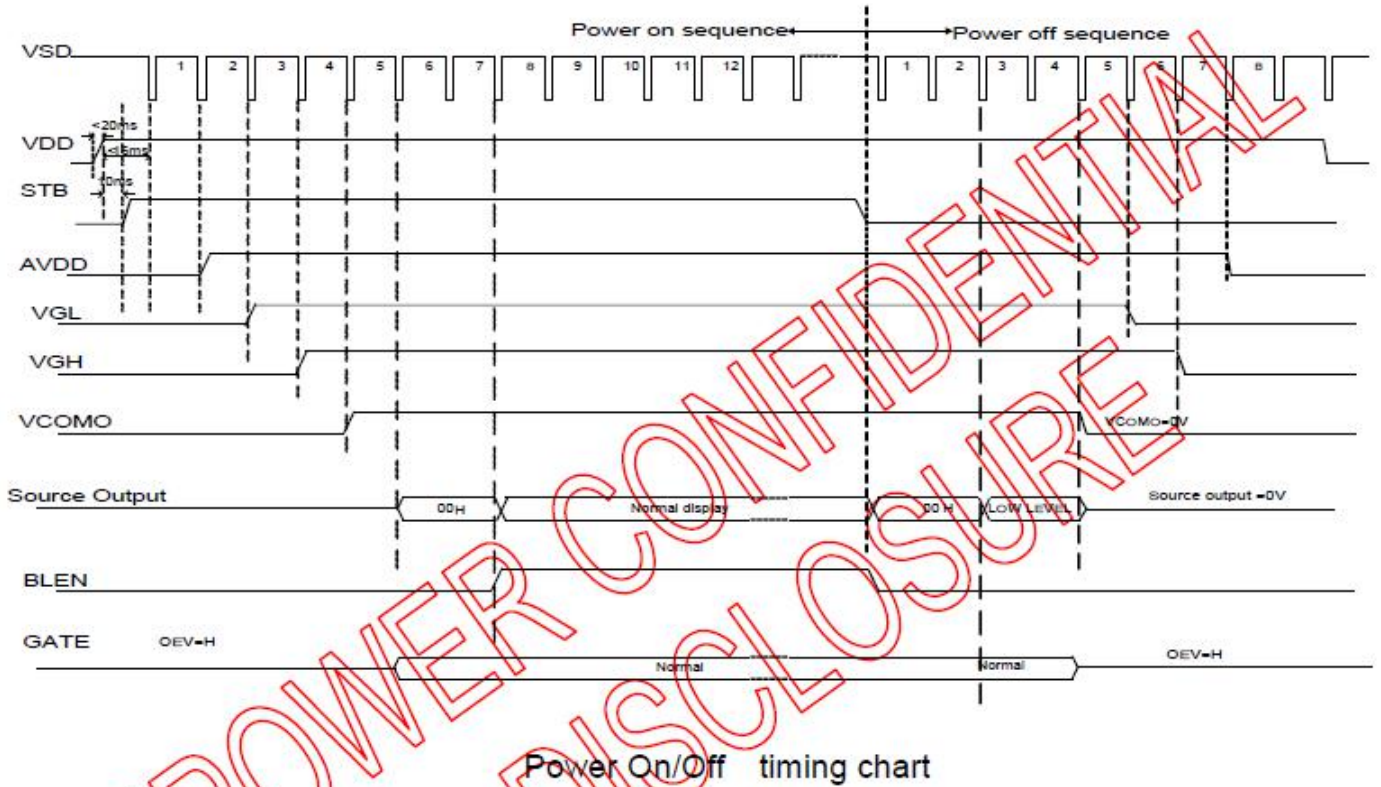 Power on sequence
Power off sequence
VSD
1 2 3 4 5 6 7 8 9 10 11 12
1 2 3 4 5 6 7 8
<20ms
VDD
STB
AVDD
VGL
VGH
VCOMO
VCOMO=0V
Source Output
00H
Normal display
00 H
LOW LEVEL
Source output =0V
BLEN
GATE
OEV=H
Normal
Normal
OEV=H
Power On/Off timing chart
POWER CONFIDENTIAL
DISCLOSURE